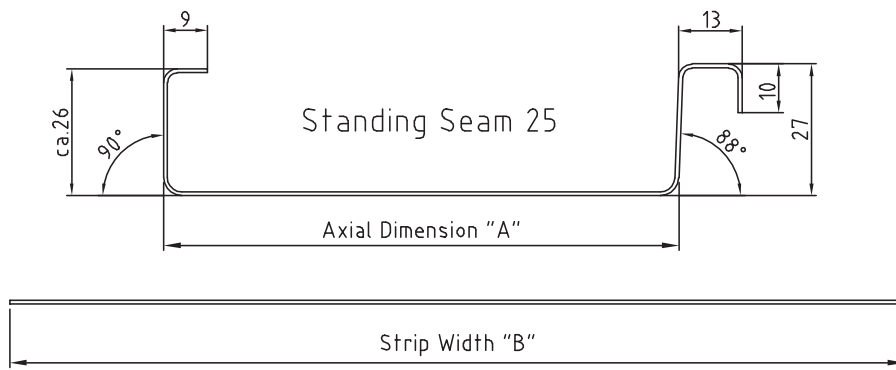 9
13
ca.26
90°
Standing Seam 25
10
27
88°
Axial Dimension "A"
Strip Width "B"